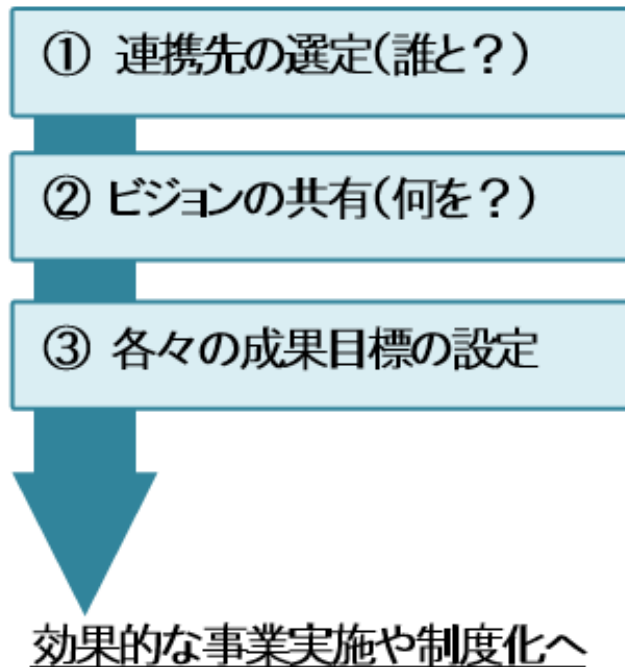 ① 連携先の選定(誰と？)
② ビジョンの共有(何を？)
③ 各々の成果目標の設定
効果的な事業実施や制度化へ